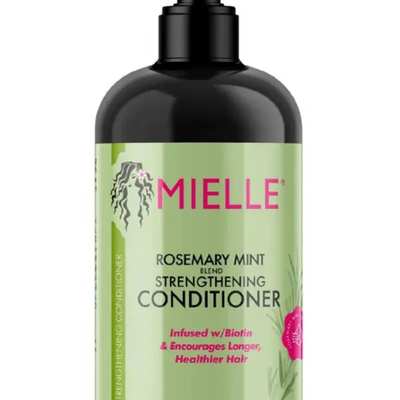 MIELLE®
ROSEMARY MINT
BLEND
STRENGTHENING
CONDITIONER
Infused w/Biotin
& Encourages Longer,
Healthier Hair
STRENGTHENING CONDITIONER